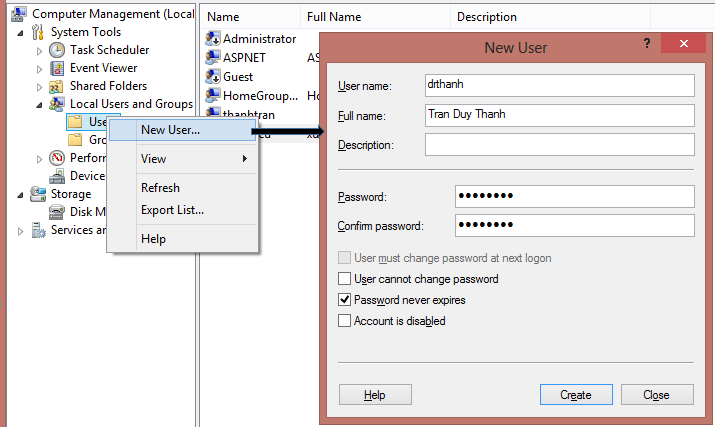 Computer Management (Local
System Tools
Task Scheduler
Event Viewer
Shared Folders
Local Users and Groups
Use
Gro
Perform
Device
Storage
Disk M
Services an
Name Full Name Description
Administrator
ASPNET AS
Guest
HomeGroup... Ho
thanhtran
New User...
View
Refresh
Export List...
Help
New User
? ×
User name: drthanh
Full name: Tran Duy Thanh
Description:
Password: ●●●●●●●●
Confirm password: ●●●●●●●●
User must change password at next logon
User cannot change password
Password never expires
Account is disabled
Help Create Close